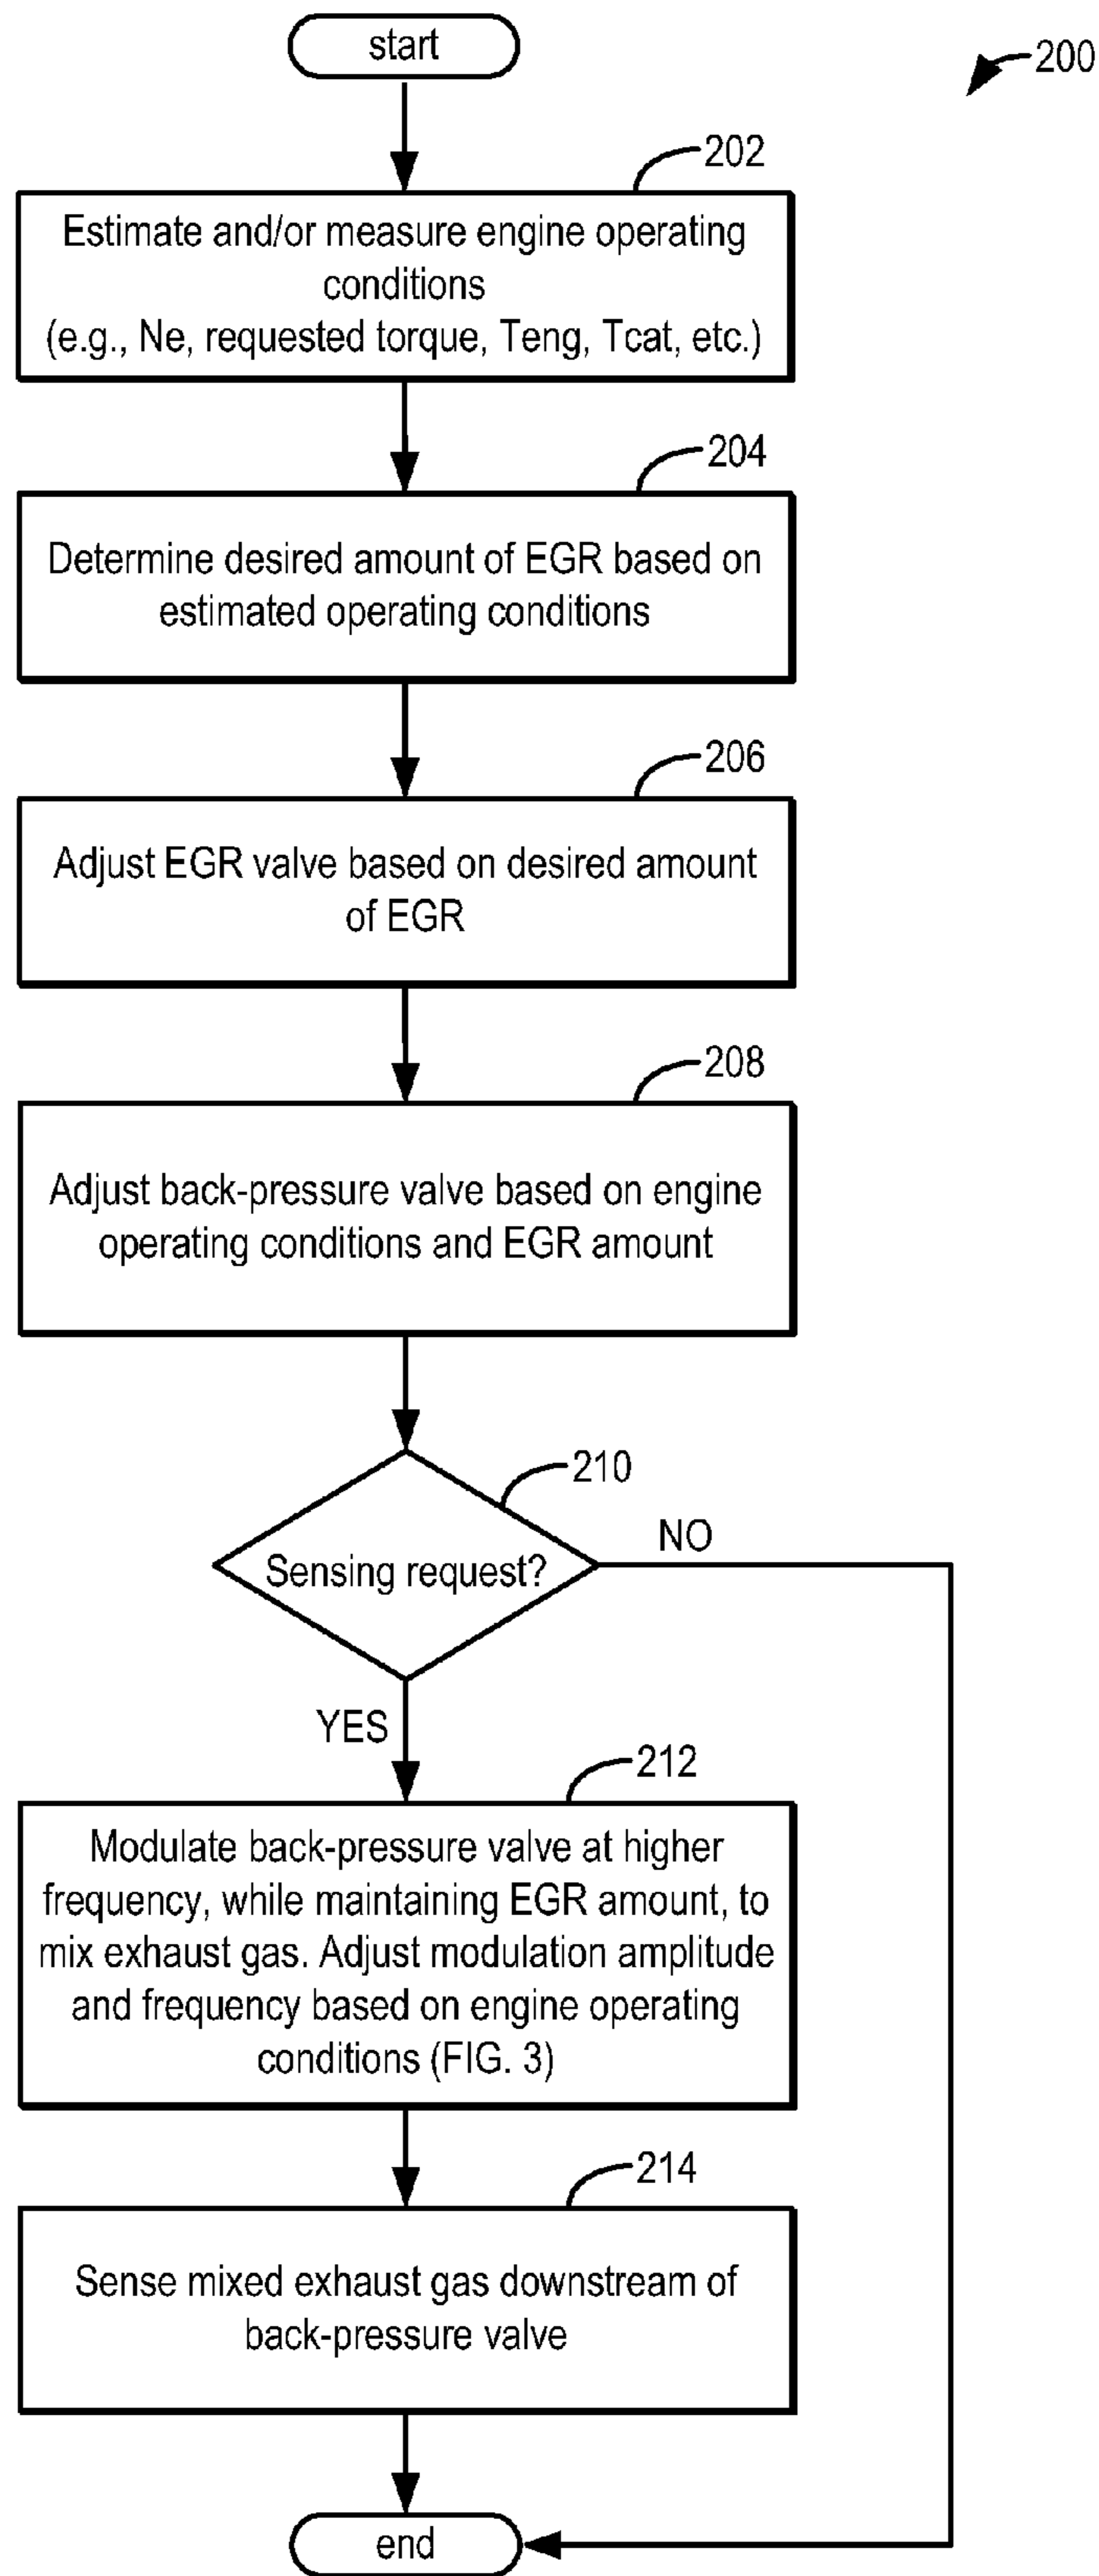 start
200
202
Estimate and/or measure engine operating
conditions
(e.g., Ne, requested torque, Teng, Tcat, etc.)
204
Determine desired amount of EGR based on
estimated operating conditions
206
Adjust EGR valve based on desired amount
of EGR
208
Adjust back-pressure valve based on engine
operating conditions and EGR amount
210
Sensing request?
NO
YES
212
Modulate back-pressure valve at higher
frequency, while maintaining EGR amount, to
mix exhaust gas. Adjust modulation amplitude
and frequency based on engine operating
conditions (FIG. 3)
214
Sense mixed exhaust gas downstream of
back-pressure valve
end